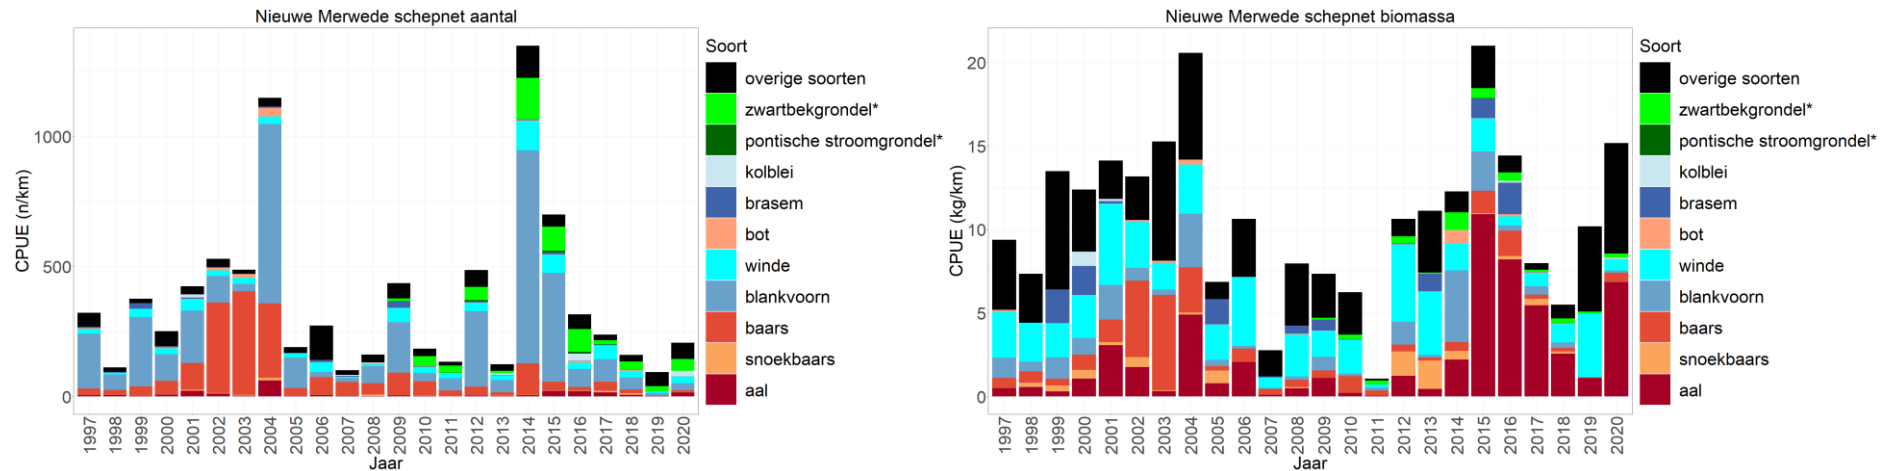 Nieuwe Merwede schepnet aantal
CPUE (n/km)
1000
500
0
1997 1998 1999 2000 2001 2002 2003 2004 2005 2006 2007 2008 2009 2010 2011 2012 2013 2014 2015 2016 2017 2018 2019 2020
Jaar
Soort
overige soorten
zwartbekgrondel*
pontische stroomgrondel*
kolblei
brasem
bot
winde
blankvoorn
baars
snoekbaars
aal
Nieuwe Merwede schepnet biomassa
CPUE (kg/km)
20
15
10
5
0
1997 1998 1999 2000 2001 2002 2003 2004 2005 2006 2007 2008 2009 2010 2011 2012 2013 2014 2015 2016 2017 2018 2019 2020
Jaar
Soort
overige soorten
zwartbekgrondel*
pontische stroomgrondel*
kolblei
brasem
bot
winde
blankvoorn
baars
snoekbaars
aal